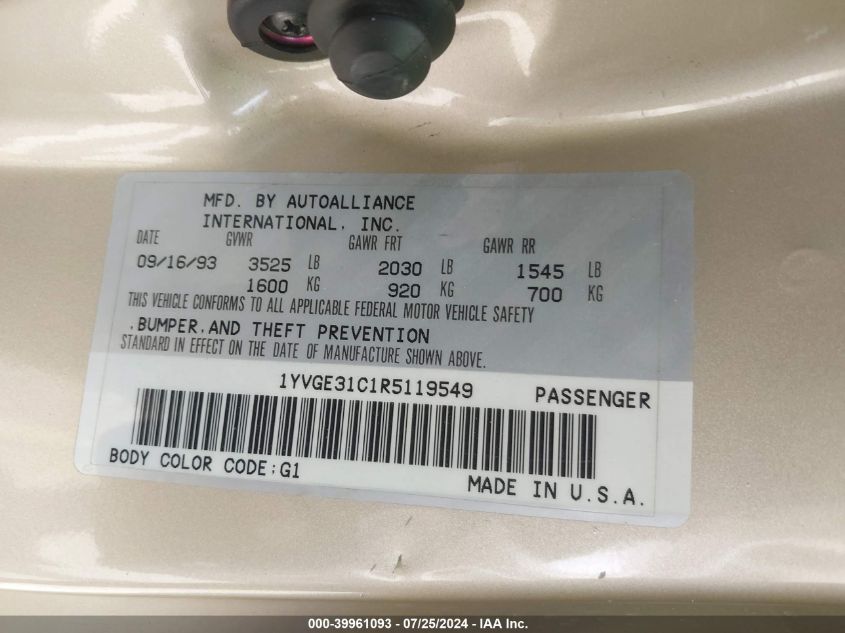 MFD. BY AUTOALLIANCE
INTERNATIONAL, INC.
DATE GVWR GAWR FRT GAWR RR
09/16/93 3525 LB 2030 LB 1545 LB
1600 KG 920 KG 700 KG
THIS VEHICLE CONFORMS TO ALL APPLICABLE FEDERAL MOTOR VEHICLE SAFETY
,BUMPER,AND THEFT PREVENTION
STANDARD IN EFFECT ON THE DATE OF MANUFACTURE SHOWN ABOVE.
1YVGE31C1R5119549 PASSENGER
BODY COLOR CODE:G1
MADE IN U.S.A.
000-39961093 - 07/25/2024 - IAA Inc.